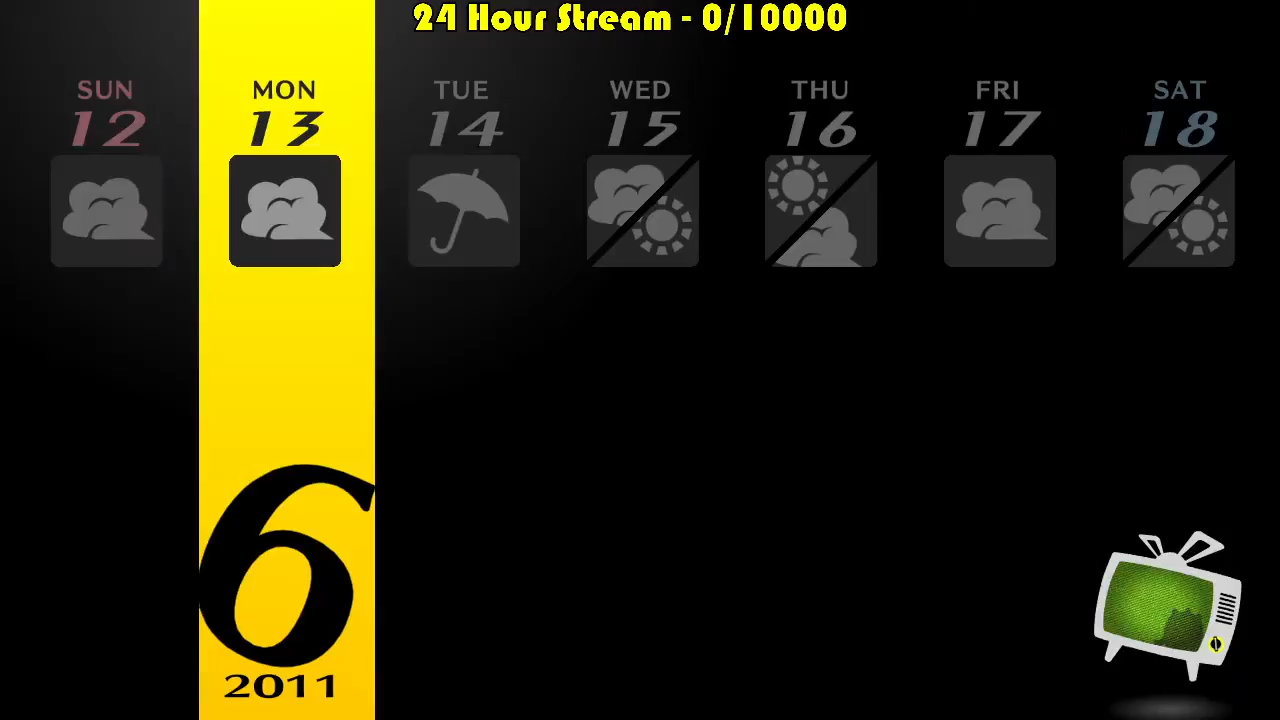 24 Hour Stream - 0/10000
SUN MON TUE WED THU FRI SAT
12 13 14 15 16 17 18
6
2011